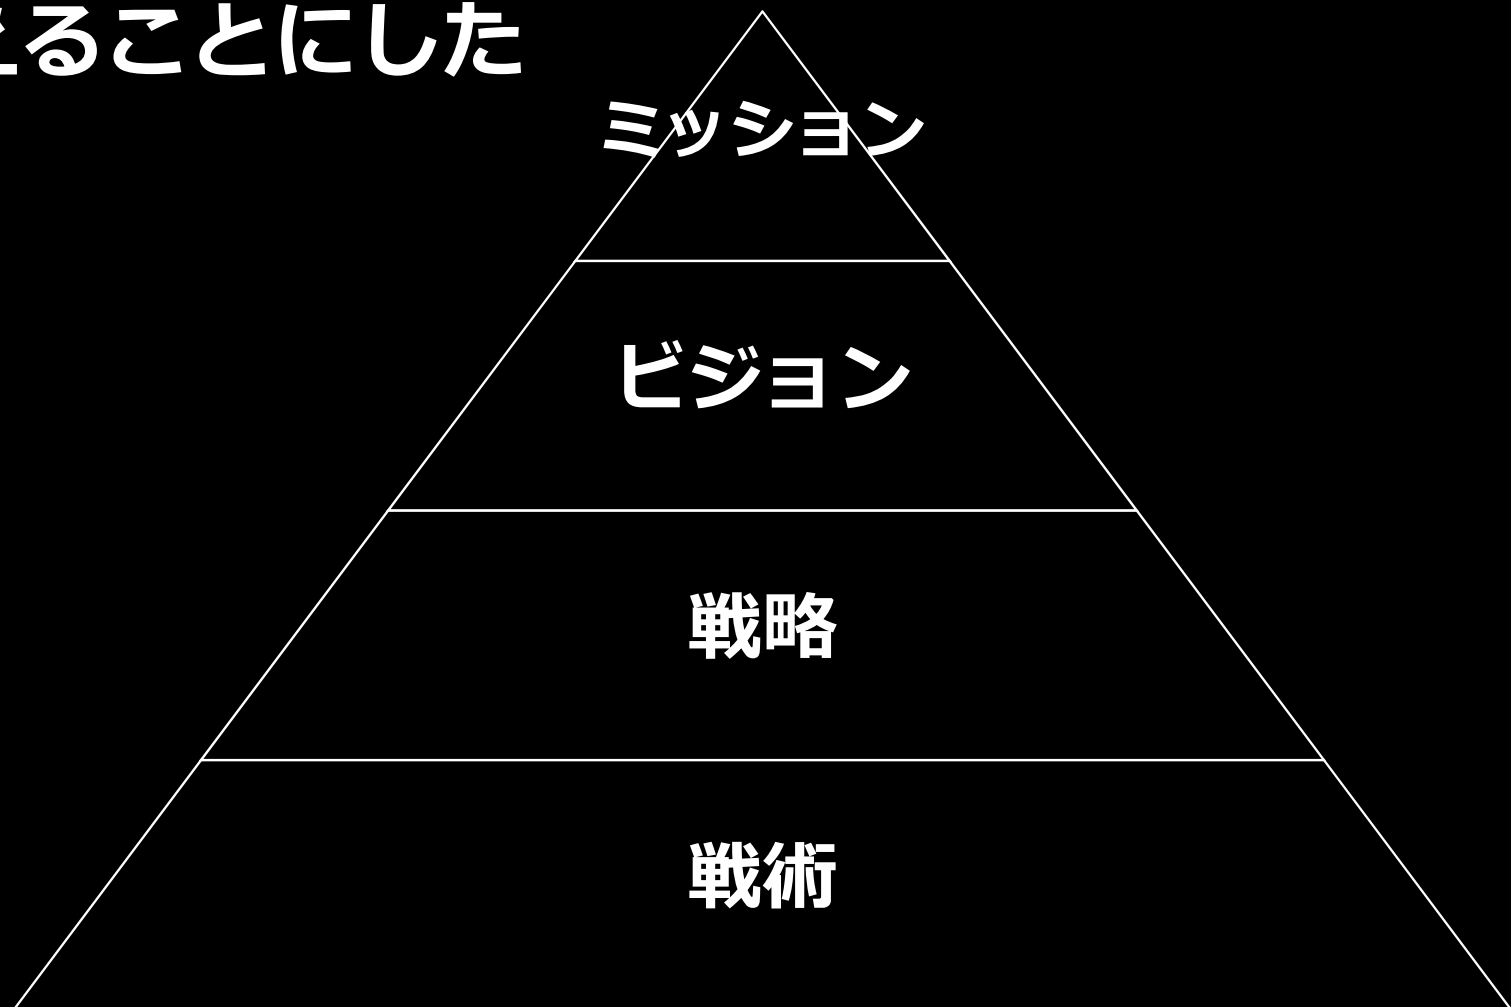 ることにした
ミッション
ビジョン
戦略
戦術